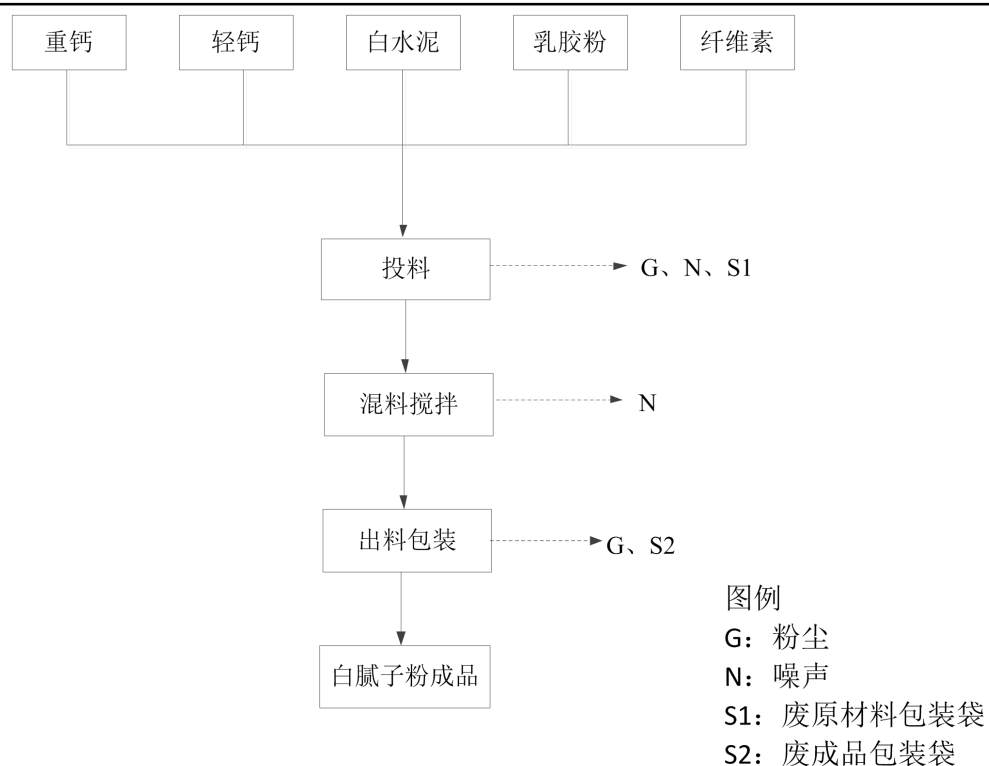 重钙
轻钙
白水泥
乳胶粉
纤维素
投料
G、N、S1
混料搅拌
N
出料包装
G、S2
白腻子粉成品
图例
G：粉尘
N：噪声
S1：废原材料包装袋
S2：废成品包装袋